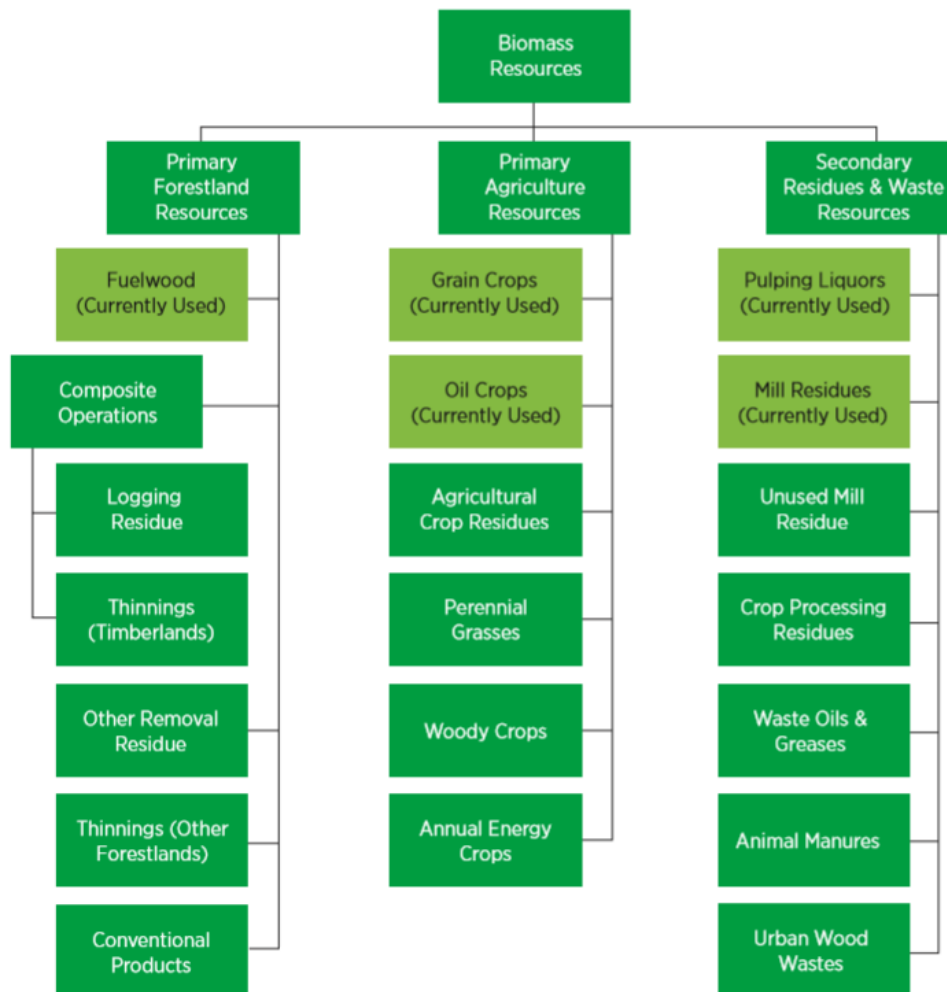 Biomass
Resources
Primary
Forestland
Resources
Primary
Agriculture
Resources
Secondary
Residues & Waste
Resources
Fuelwood
(Currently Used)
Grain Crops
(Currently Used)
Pulping Liquors
(Currently Used)
Composite
Operations
Oil Crops
(Currently Used)
Mill Residues
(Currently Used)
Logging
Residue
Agricultural
Crop Residues
Unused Mill
Residue
Thinnings
(Timberlands)
Perennial
Grasses
Crop Processing
Residues
Other Removal
Residue
Woody Crops
Waste Oils &
Greases
Thinnings (Other
Forestlands)
Annual Energy
Crops
Animal Manures
Conventional
Products
Urban Wood
Wastes